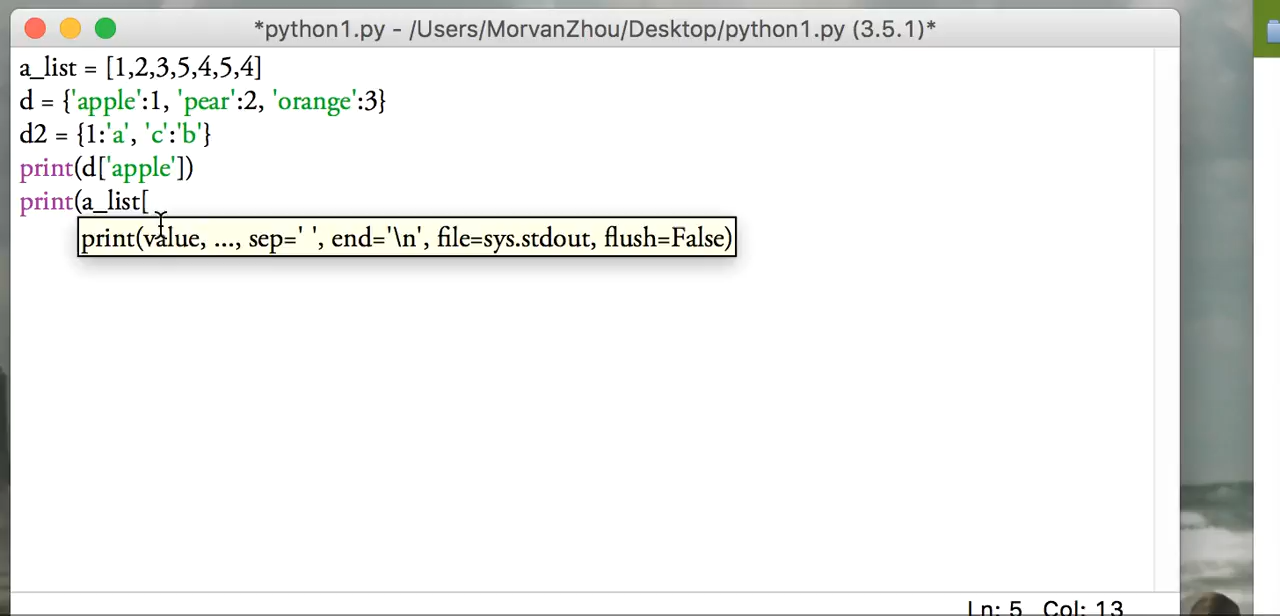 *python1.py - /Users/MorvanZhou/Desktop/python1.py (3.5.1)*
a_list = [1,2,3,5,4,5,4]
d = {'apple':1, 'pear':2, 'orange':3}
d2 = {1:'a', 'c':'b'}
print(d['apple'])
print(a_list[
print(value, ..., sep=' ', end='\n', file=sys.stdout, flush=False)
Ln: 5 Col: 13